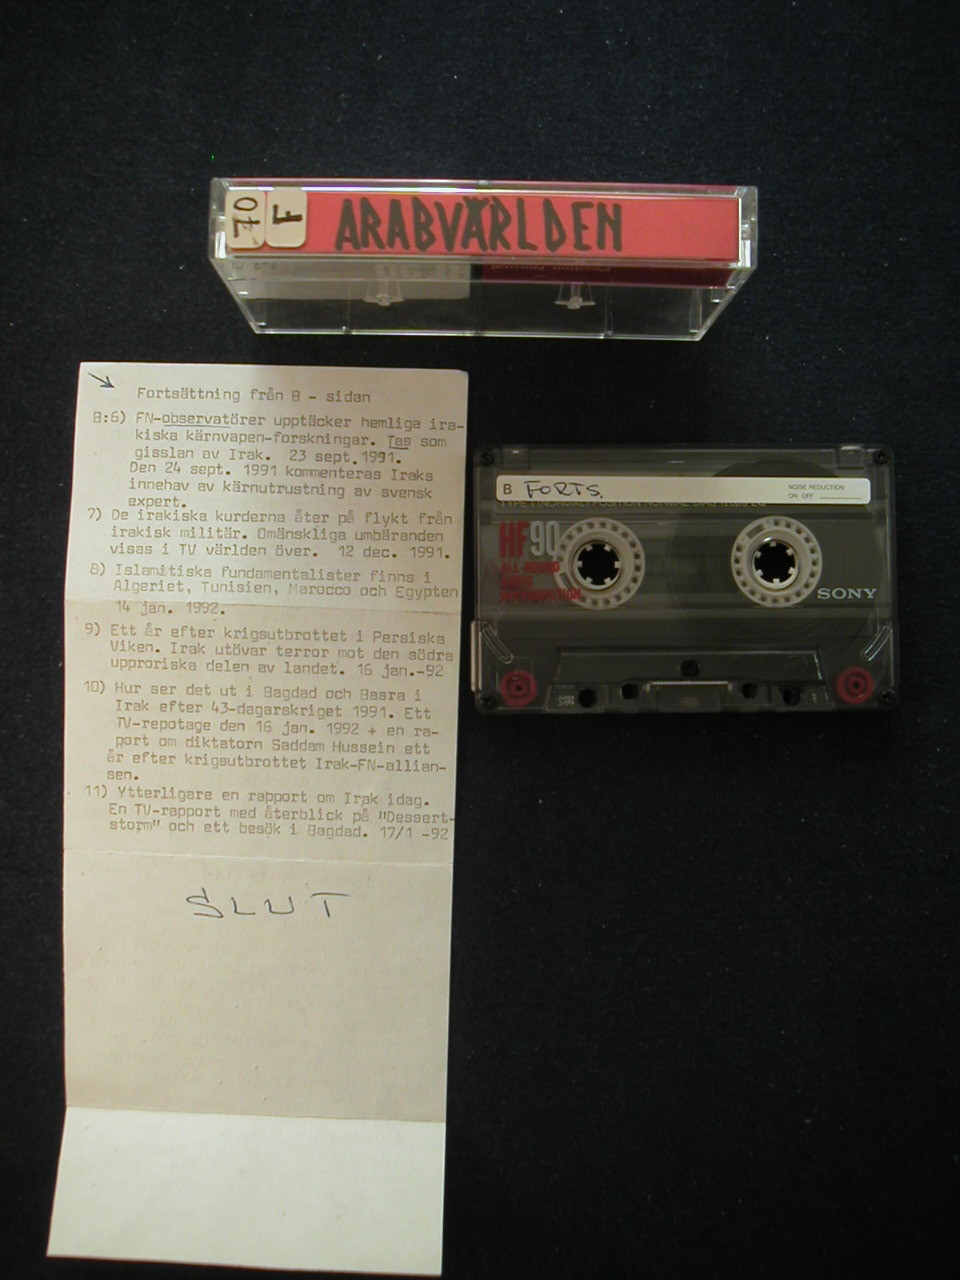 70
F
ARABVÄRLDEN
Fortsättning från B - sidan
B:6) FN-observatörer upptäcker hemliga ira-
kiska kärnvapen-forskningar. Tas som
gisslan av Irak. 23 sept. 1991.
Den 24 sept. 1991 kommenteras Iraks
innehav av kärnutrustning av svensk
expert.
7) De irakiska kurderna åter på flykt från
irakisk militär. Omänskliga umbäranden
visas i TV världen över. 12 dec. 1991.
8) Islamitiska fundamentalister finns i
Algeriet, Tunisien, Marocco och Egypten
14 jan. 1992.
9) Ett år efter krigsutbrottet i Persiska
Viken. Irak utövar terror mot den södra
upproriska delen av landet. 16 jan.-92
10) Hur ser det ut i Bagdad och Basra i
Irak efter 43-dagarskriget 1991. Ett
TV-repotage den 16 jan. 1992 + en ra-
port om diktatorn Saddam Hussein ett
år efter krigsutbrottet Irak-FN-allian-
sen.
11) Ytterligare en rapport om Irak idag.
En TV-rapport med återblick på "Dessert-
storm" och ett besök i Bagdad. 17/1 -92
SLUT
B FORTS.
NOISE REDUCTION
ON OFF
HF 90
SONY